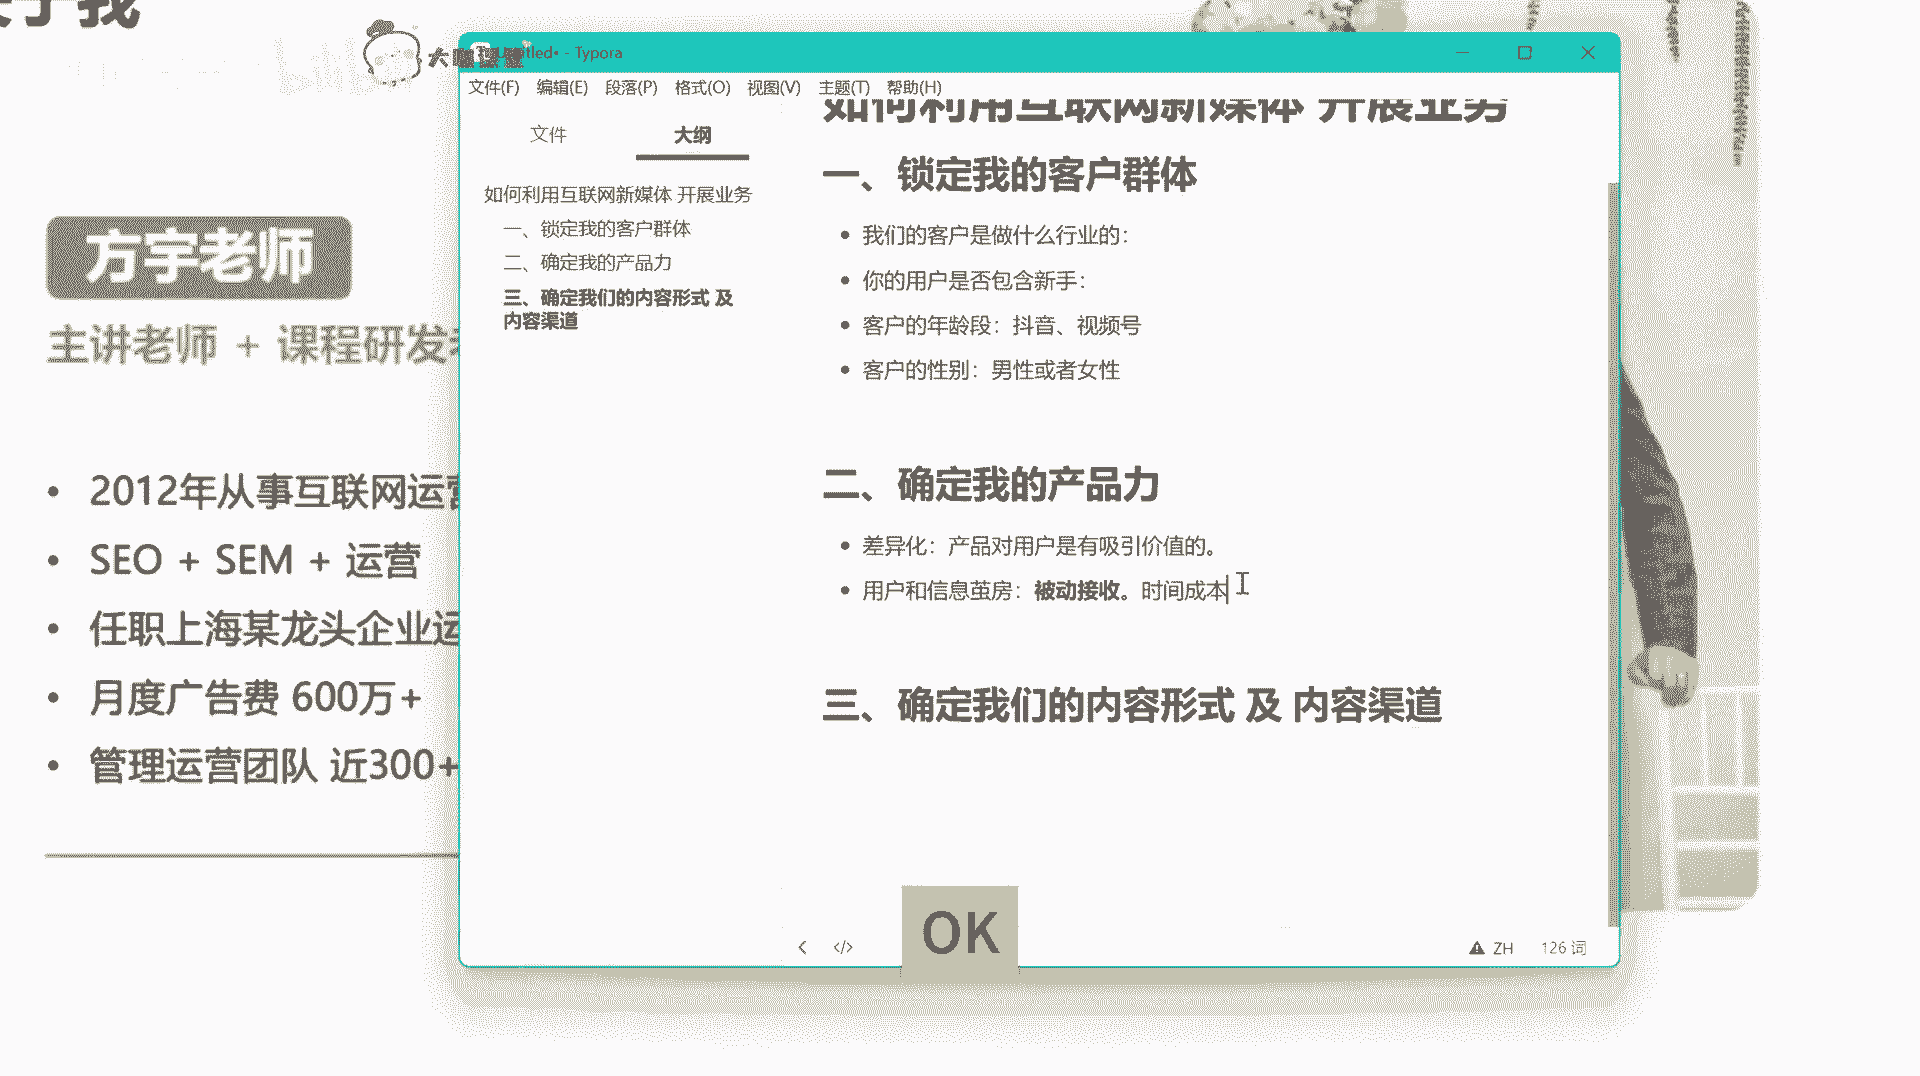 关于我
bilibili
大咖课堂
方宇老师
主讲老师 + 课程研发
• 2012年从事互联网运营
• SEO + SEM + 运营
• 任职上海某龙头企业运
• 月度广告费 600万+
• 管理运营团队 近300+
Untitled• - Typora
文件(F) 编辑(E) 段落(P) 格式(O) 视图(V) 主题(T) 帮助(H)
文件 大纲
如何利用互联网新媒体 开展业务
一、锁定我的客户群体
二、确定我的产品力
三、确定我们的内容形式 及
内容渠道
如何利用互联网新媒体 开展业务
一、锁定我的客户群体
• 我们的客户是做什么行业的：
• 你的用户是否包含新手：
• 客户的年龄段：抖音、视频号
• 客户的性别：男性或者女性
二、确定我的产品力
• 差异化：产品对用户是有吸引价值的。
• 用户和信息茧房：被动接收。时间成本
三、确定我们的内容形式 及 内容渠道
OK
ZH 126 词